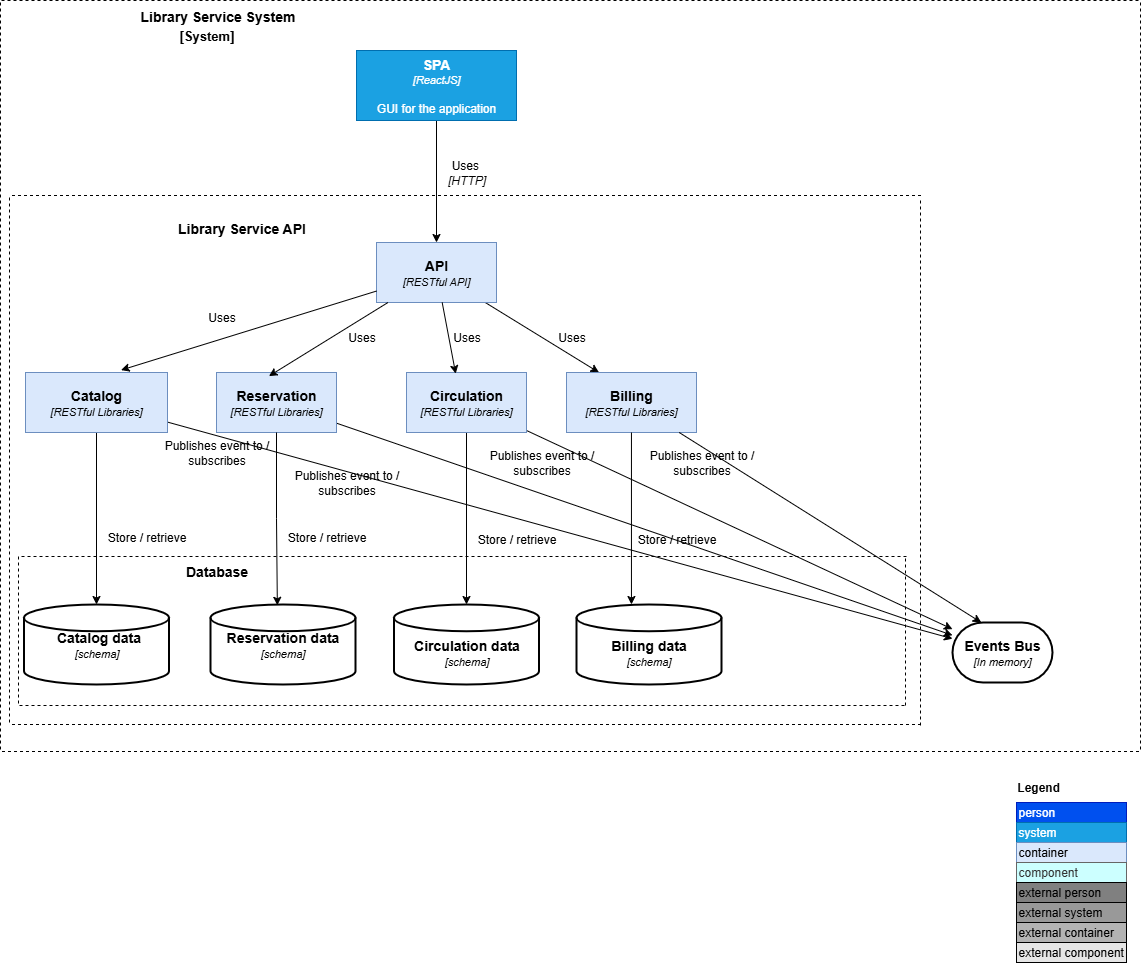 Library Service System
[System]
SPA
[ReactJS]
GUI for the application
Uses
[HTTP]
Library Service API
API
[RESTful API]
Uses
Uses
Uses
Uses
Catalog
[RESTful Libraries]
Reservation
[RESTful Libraries]
Circulation
[RESTful Libraries]
Billing
[RESTful Libraries]
Publishes event to /
subscribes
Publishes event to /
subscribes
Publishes event to /
subscribes
Publishes event to /
subscribes
Store / retrieve
Store / retrieve
Store / retrieve
Store / retrieve
Database
Catalog data
[schema]
Reservation data
[schema]
Circulation data
[schema]
Billing data
[schema]
Events Bus
[In memory]
Legend
person
system
container
component
external person
external system
external container
external component